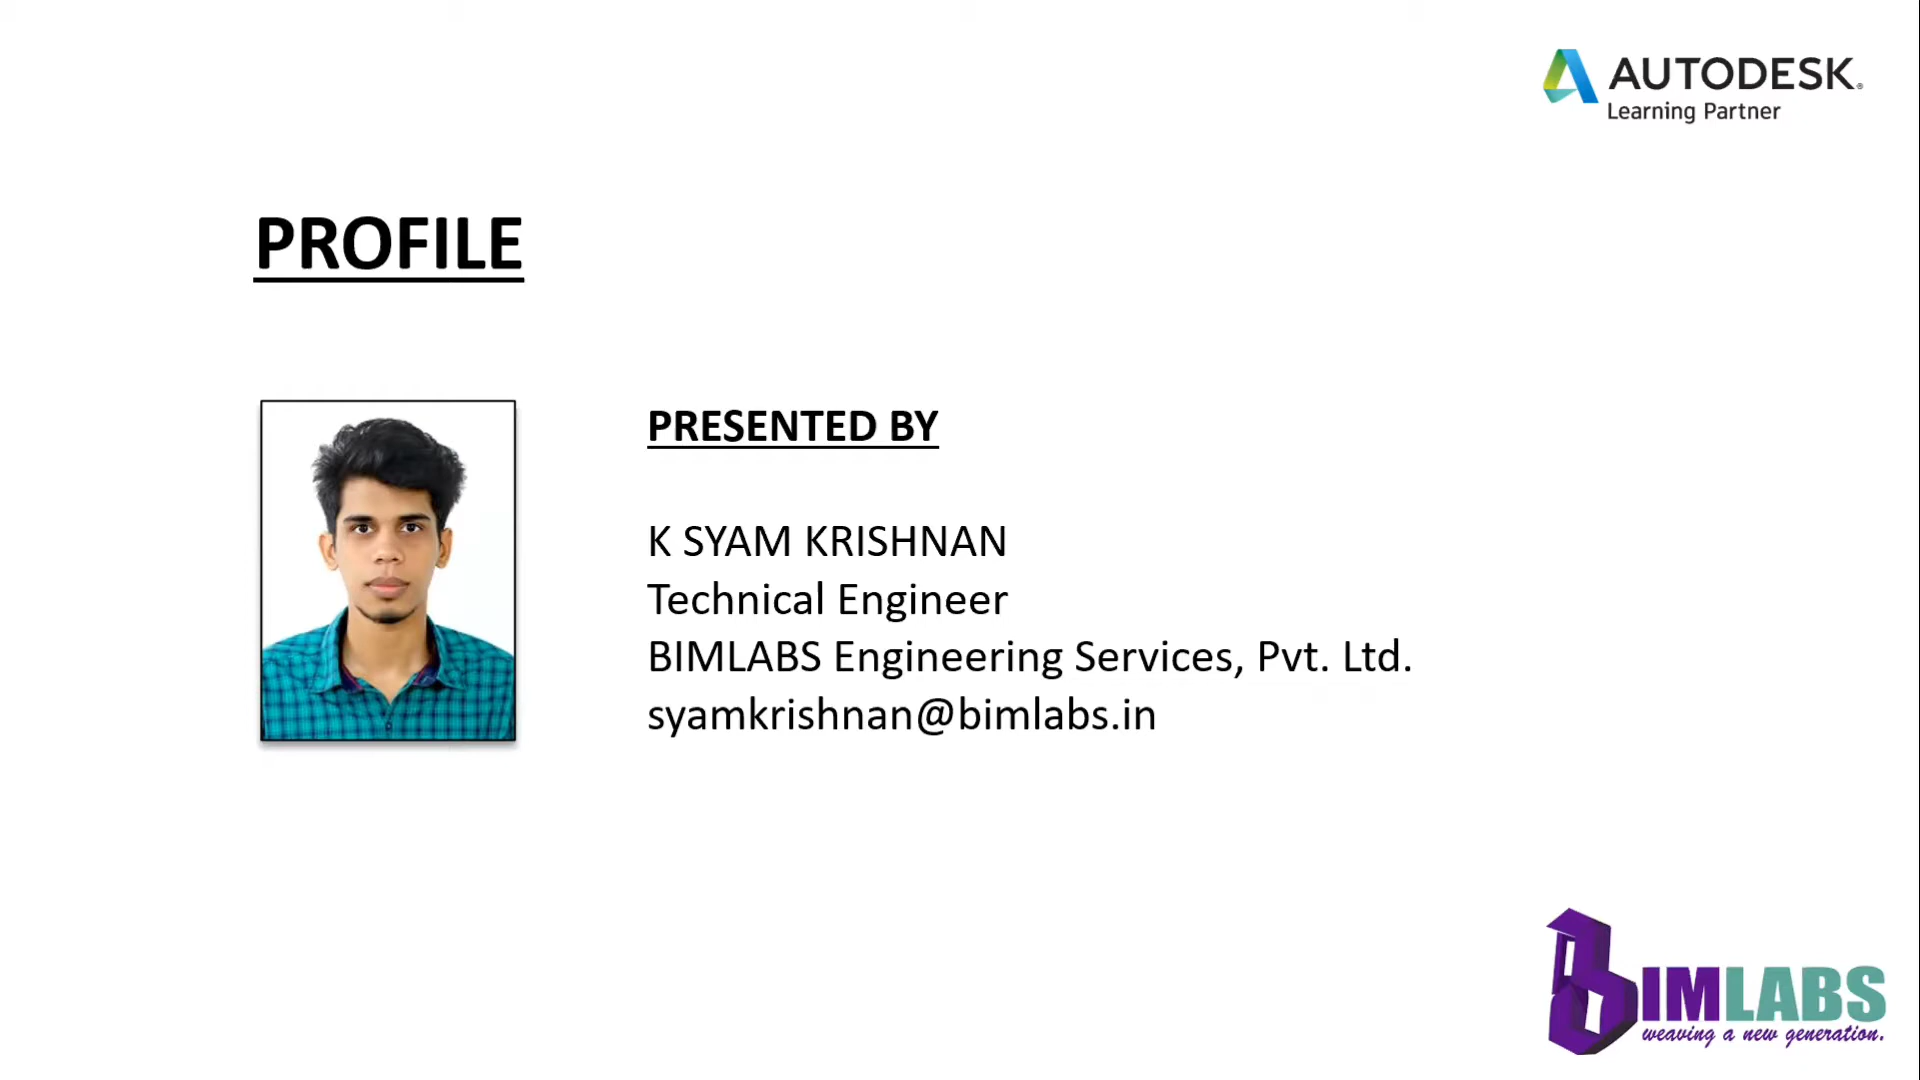 AUTODESK®
Learning Partner
PROFILE
PRESENTED BY
K SYAM KRISHNAN
Technical Engineer
BIMLABS Engineering Services, Pvt. Ltd.
syamkrishnan@bimlabs.in
BIMLABS
weaving a new generation.